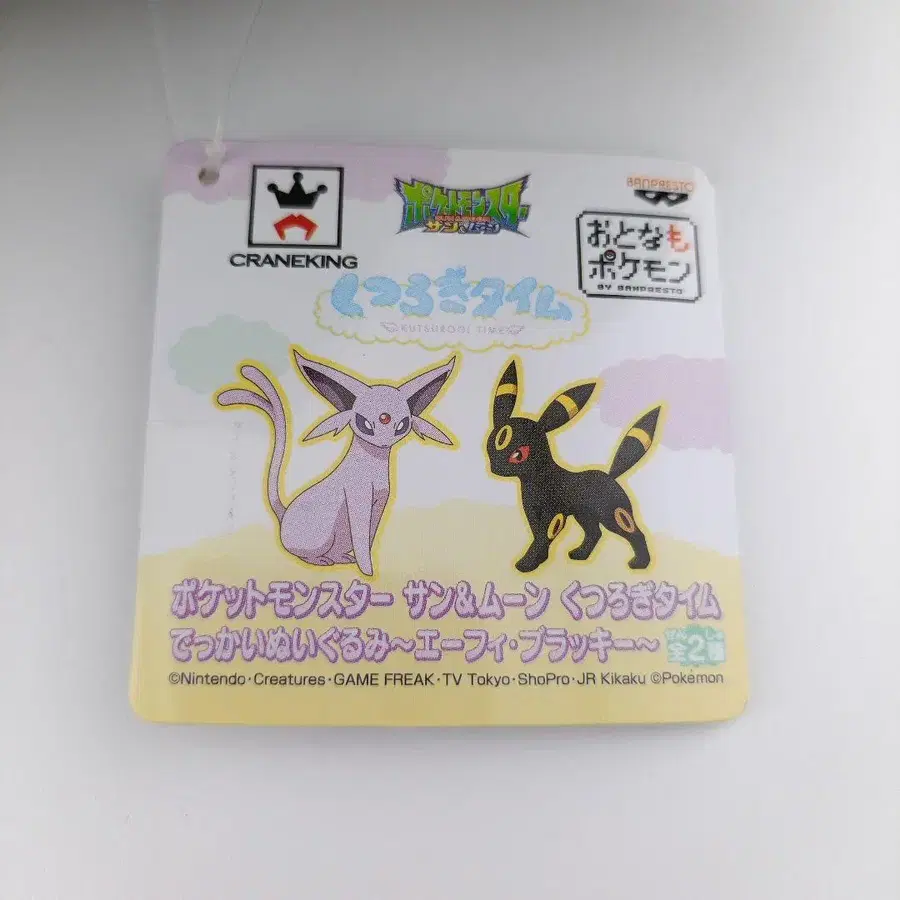 CRANEKING
ポケットモンスター
サン&ムーン
BANPRESTO
おとなも
ポケモン
BY BANPRESTO
くつろぎタイム
KUTSUROGI TIME
ポケットモンスター サン&ムーン くつろぎタイム
でっかいぬいぐるみ〜エーフィ・ブラッキー〜 全2種
©Nintendo・Creatures・GAME FREAK・TV Tokyo・ShoPro・JR Kikaku ©Pokémon